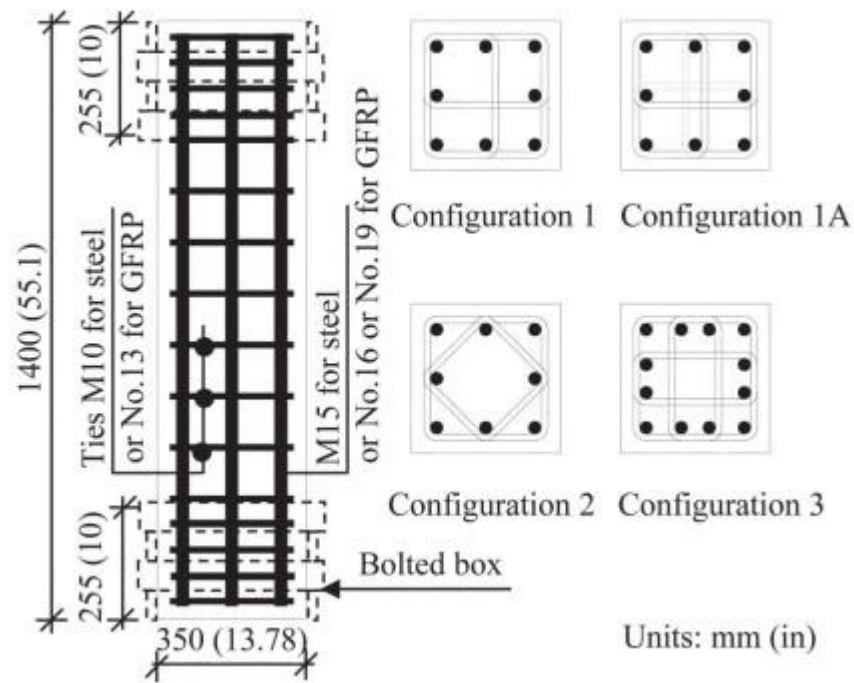 255 (10)
1400 (55.1)
Ties M10 for steel
or No.13 for GFRP
M15 for steel
or No.16 or No.19 for GFRP
255 (10)
350 (13.78)
Bolted box
Configuration 1
Configuration 1A
Configuration 2
Configuration 3
Units: mm (in)